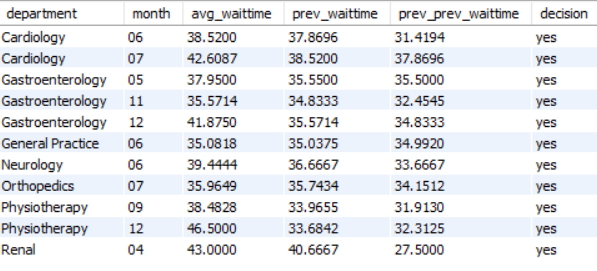 department month avg_waittime prev_waittime prev_prev_waittime decision
Cardiology 06 38.5200 37.8696 31.4194 yes
Cardiology 07 42.6087 38.5200 37.8696 yes
Gastroenterology 05 37.9500 35.5500 35.5000 yes
Gastroenterology 11 35.5714 34.8333 32.4545 yes
Gastroenterology 12 41.8750 35.5714 34.8333 yes
General Practice 06 35.0818 35.0375 34.9920 yes
Neurology 06 39.4444 36.6667 33.6667 yes
Orthopedics 07 35.9649 35.7434 34.1512 yes
Physiotherapy 09 38.4828 33.9655 31.9130 yes
Physiotherapy 12 46.5000 33.6842 32.3125 yes
Renal 04 43.0000 40.6667 27.5000 yes